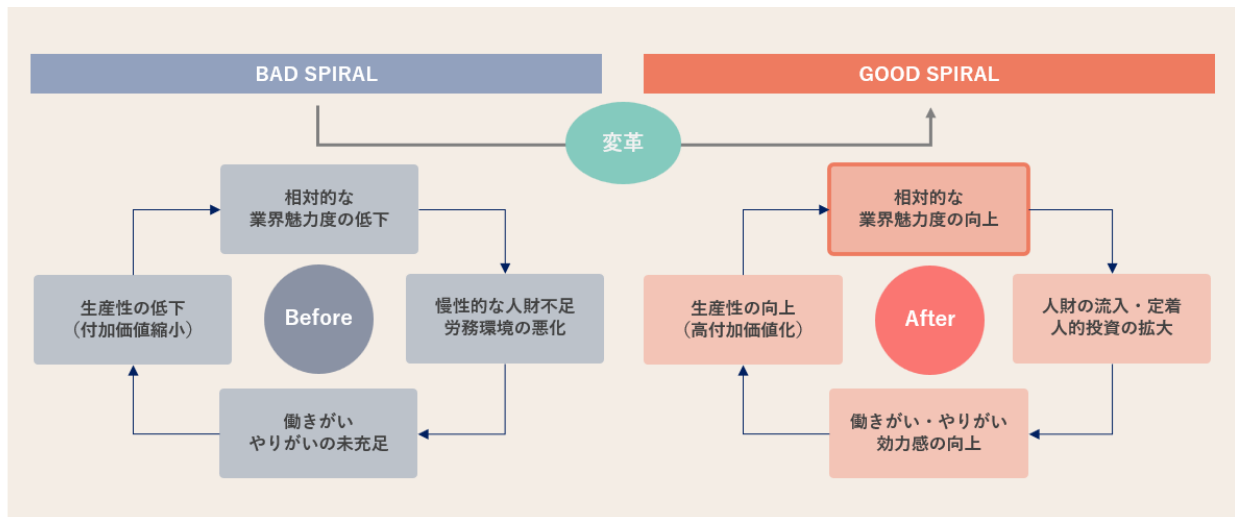 BAD SPIRAL
GOOD SPIRAL
変革
相対的な
業界魅力度の低下
生産性の低下
（付加価値縮小）
Before
慢性的な人財不足
労務環境の悪化
働きがい
やりがいの未充足
相対的な
業界魅力度の向上
生産性の向上
（高付加価値化）
After
人財の流入・定着
人的投資の拡大
働きがい・やりがい
効力感の向上